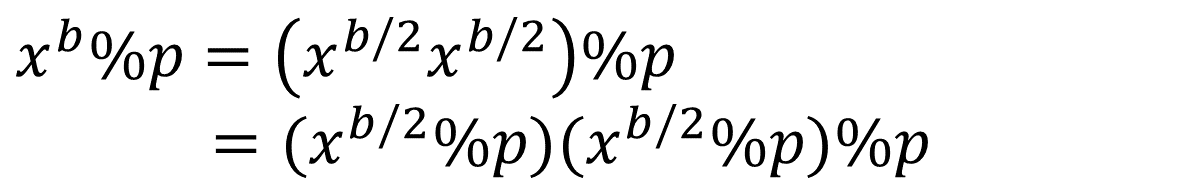 x^b%p = (x^{b/2}x^{b/2})%p
= (x^{b/2}%p)(x^{b/2}%p)%p